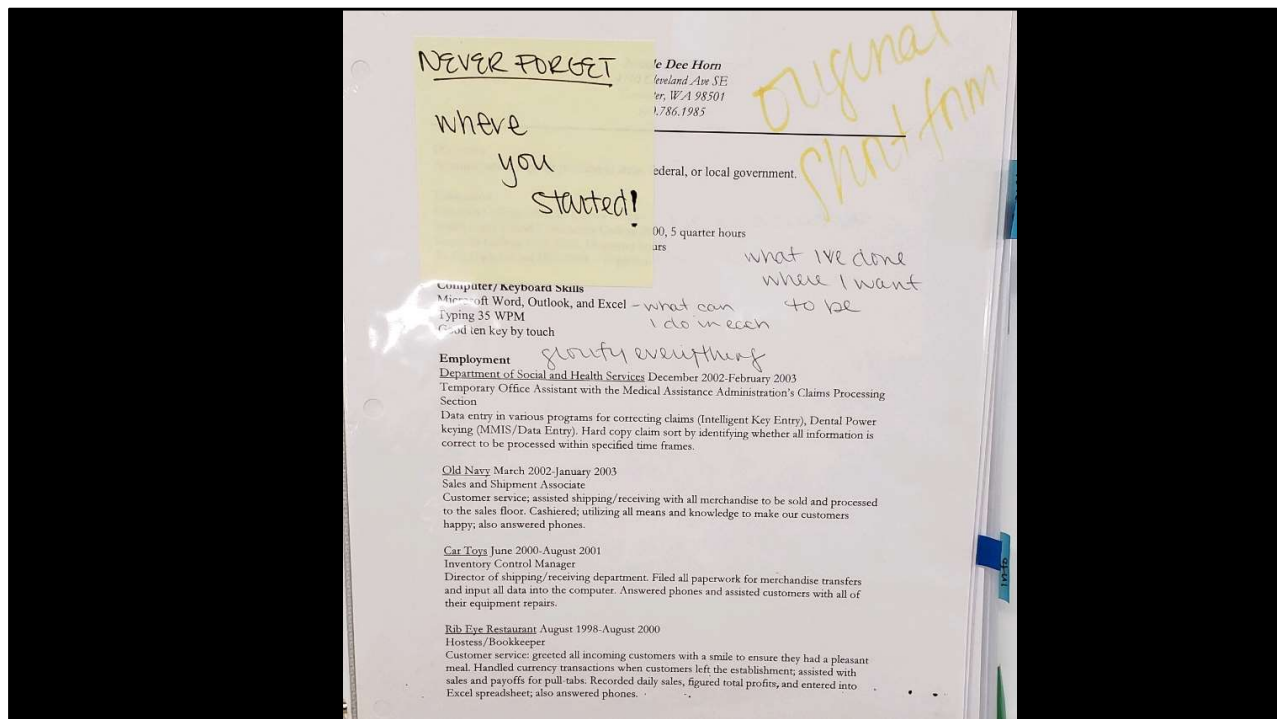 NEVER FORGET
where
you
started!
original
short form
e Dee Horn
leveland Ave SE
er, WA 98501
.786.1985
ederal, or local government.
00, 5 quarter hours
urs
what I've done
where I want
to be
Computer/Keyboard Skills
Microsoft Word, Outlook, and Excel - what can
I do in each
Typing 35 WPM
Good ten key by touch
glorify everything
Employment
Department of Social and Health Services December 2002-February 2003
Temporary Office Assistant with the Medical Assistance Administration's Claims Processing
Section
Data entry in various programs for correcting claims (Intelligent Key Entry), Dental Power
keying (MMIS/Data Entry). Hard copy claim sort by identifying whether all information is
correct to be processed within specified time frames.
Old Navy March 2002-January 2003
Sales and Shipment Associate
Customer service; assisted shipping/receiving with all merchandise to be sold and processed
to the sales floor. Cashiered; utilizing all means and knowledge to make our customers
happy; also answered phones.
Car Toys June 2000-August 2001
Inventory Control Manager
Director of shipping/receiving department. Filed all paperwork for merchandise transfers
and input all data into the computer. Answered phones and assisted customers with all of
their equipment repairs.
Rib Eye Restaurant August 1998-August 2000
Hostess/Bookkeeper
Customer service: greeted all incoming customers with a smile to ensure they had a pleasant
meal. Handled currency transactions when customers left the establishment; assisted with
sales and payoffs for pull-tabs. Recorded daily sales, figured total profits, and entered into
Excel spreadsheet; also answered phones.